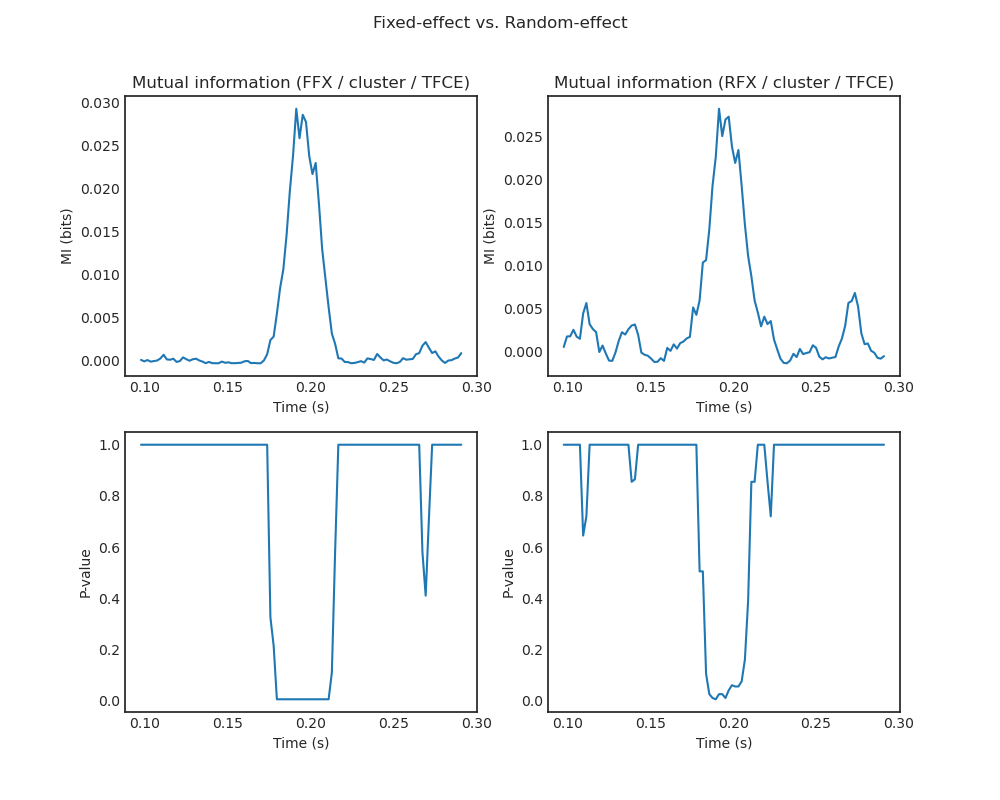 Fixed-effect vs. Random-effect
Mutual information (FFX / cluster / TFCE)
0.030
0.025
0.020
0.015
0.010
0.005
0.000
MI (bits)
0.10 0.15 0.20 0.25 0.30
Time (s)
Mutual information (RFX / cluster / TFCE)
0.025
0.020
0.015
0.010
0.005
0.000
MI (bits)
0.10 0.15 0.20 0.25 0.30
Time (s)
1.0
0.8
0.6
0.4
0.2
0.0
P-value
0.10 0.15 0.20 0.25 0.30
Time (s)
1.0
0.8
0.6
0.4
0.2
0.0
P-value
0.10 0.15 0.20 0.25 0.30
Time (s)